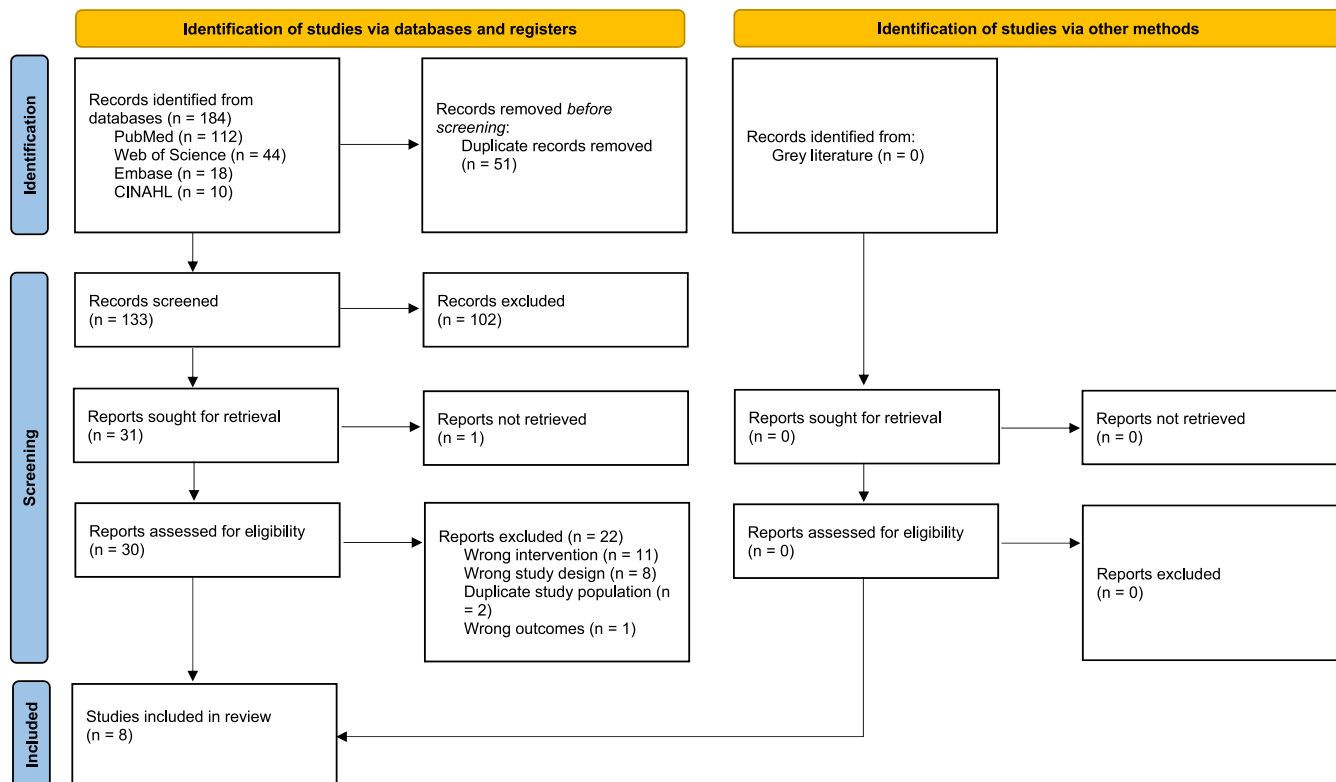 Identification of studies via databases and registers
Identification of studies via other methods
Identification
Records identified from
databases (n = 184)
PubMed (n = 112)
Web of Science (n = 44)
Embase (n = 18)
CINAHL (n = 10)
Records removed before
screening:
Duplicate records removed
(n = 51)
Records identified from:
Grey literature (n = 0)
Screening
Records screened
(n = 133)
Records excluded
(n = 102)
Reports sought for retrieval
(n = 31)
Reports not retrieved
(n = 1)
Reports sought for retrieval
(n = 0)
Reports not retrieved
(n = 0)
Reports assessed for eligibility
(n = 30)
Reports excluded (n = 22)
Wrong intervention (n = 11)
Wrong study design (n = 8)
Duplicate study population (n
= 2)
Wrong outcomes (n = 1)
Reports assessed for eligibility
(n = 0)
Reports excluded
(n = 0)
Included
Studies included in review
(n = 8)